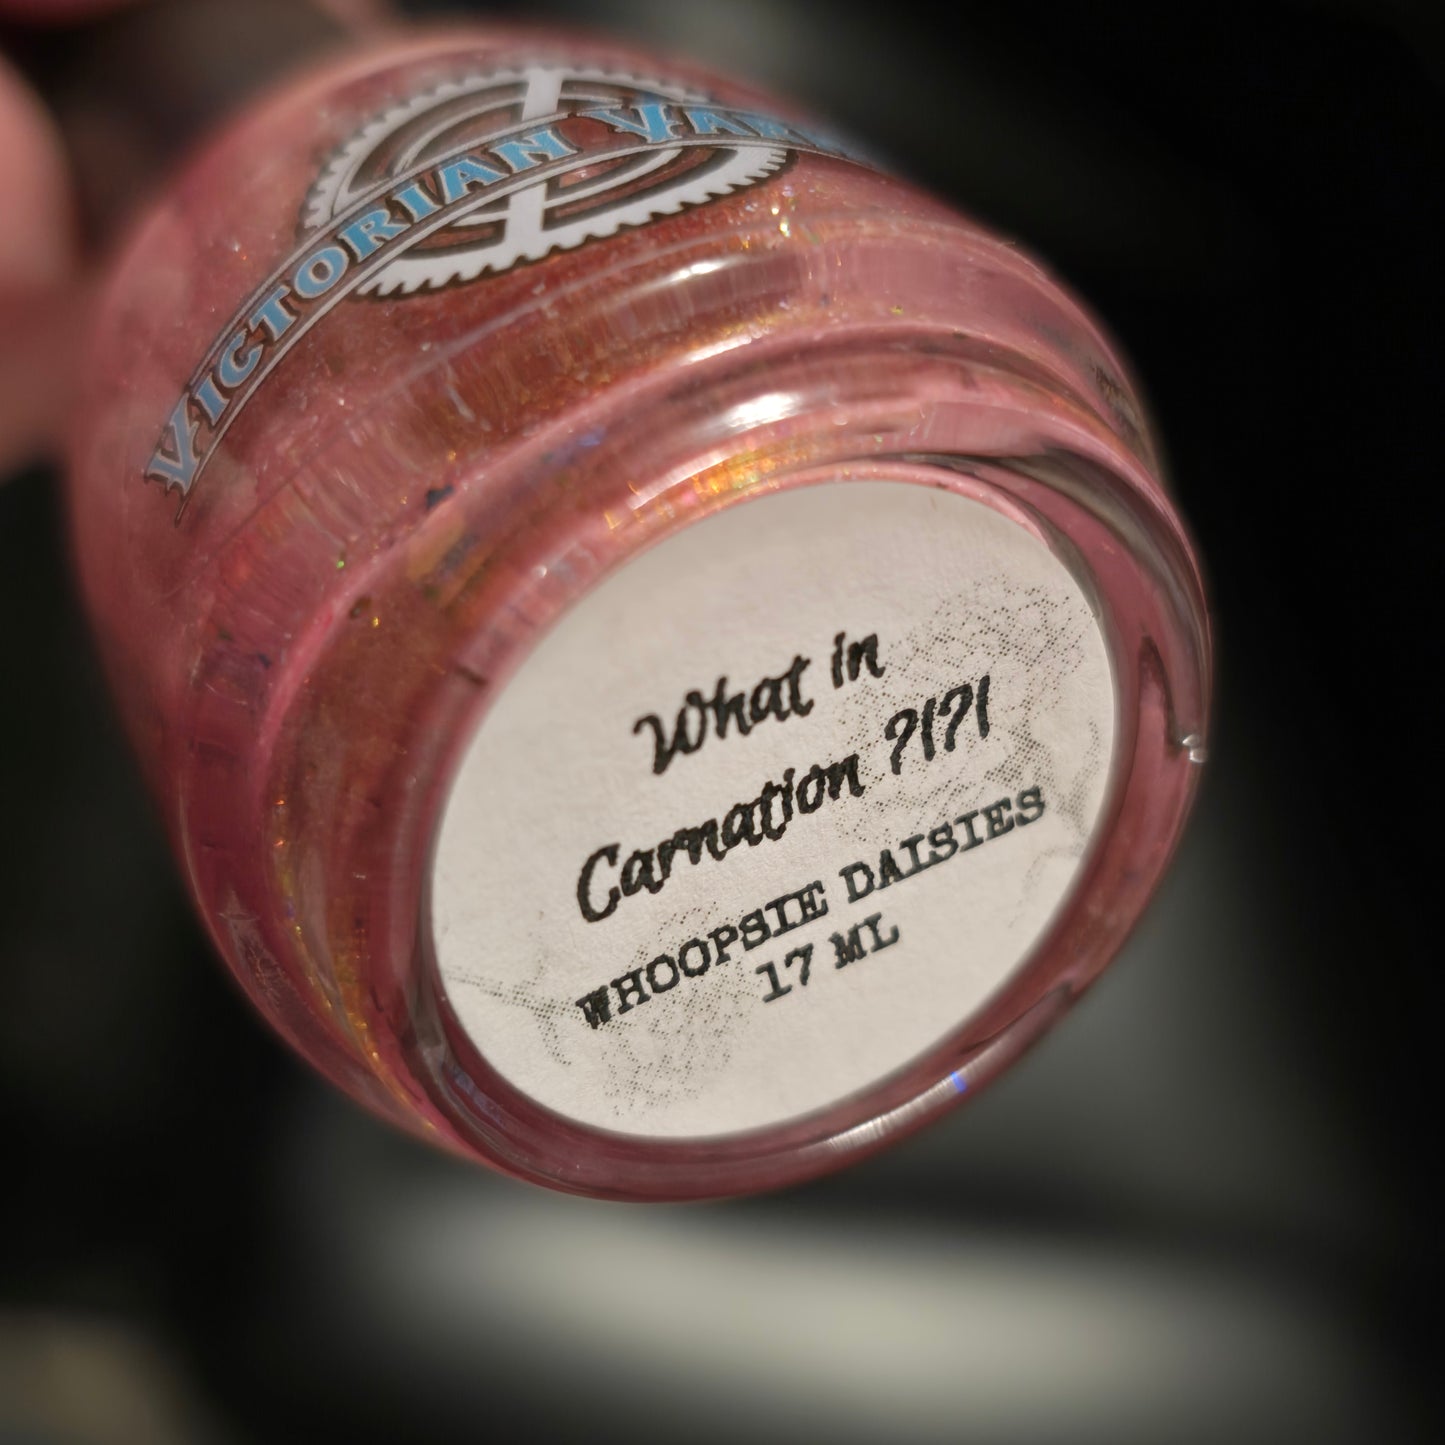 VICTORIAN
What in
Carnation ?!?!
WHOOPSIE DAISIES
17 ML